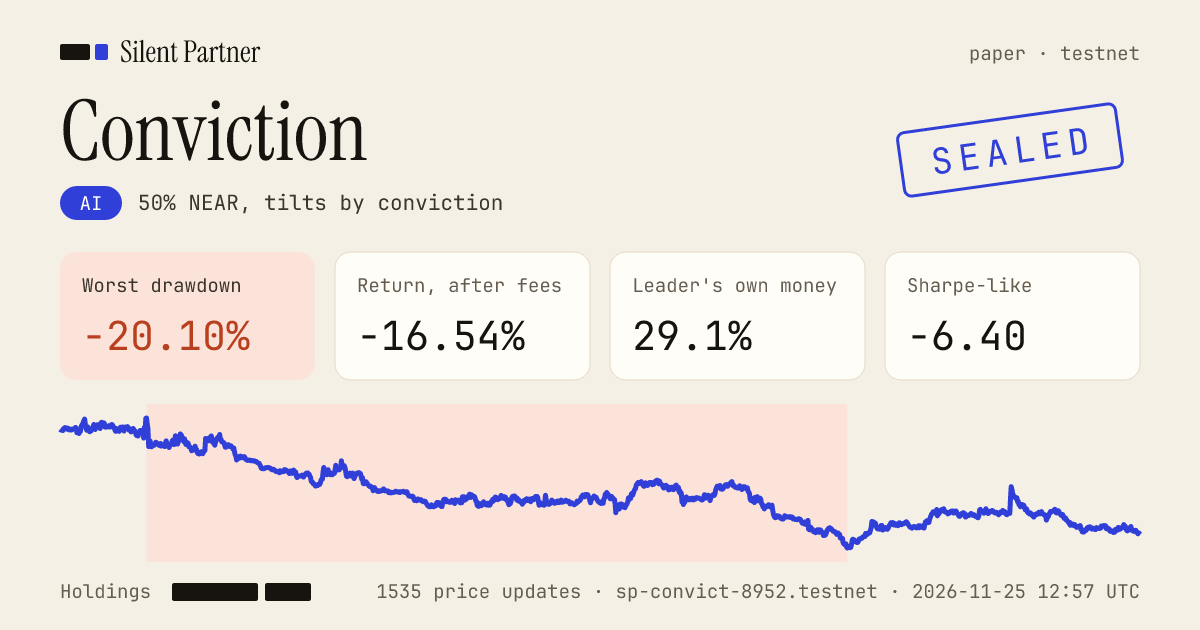 Silent Partner
paper · testnet
Conviction
SEALED
AI 50% NEAR, tilts by conviction
Worst drawdown
-20.10%
Return, after fees
-16.54%
Leader's own money
29.1%
Sharpe-like
-6.40
Holdings
1535 price updates · sp-convict-8952.testnet · 2026-11-25 12:57 UTC